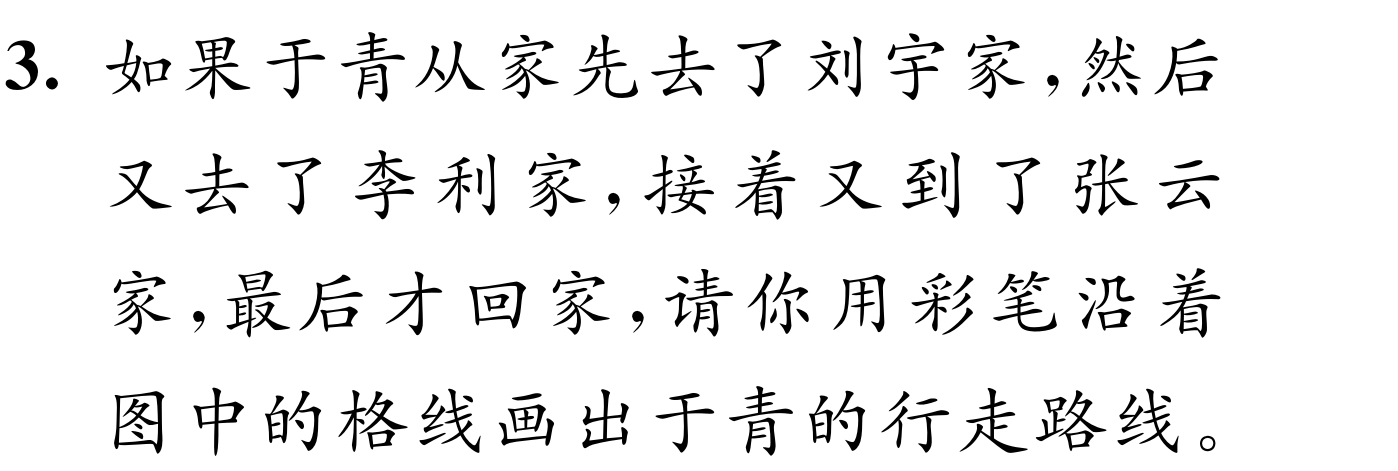 3. 如果于青从家先去了刘宇家,然后
又去了李利家,接着又到了张云
家,最后才回家,请你用彩笔沿着
图中的格线画出于青的行走路线。